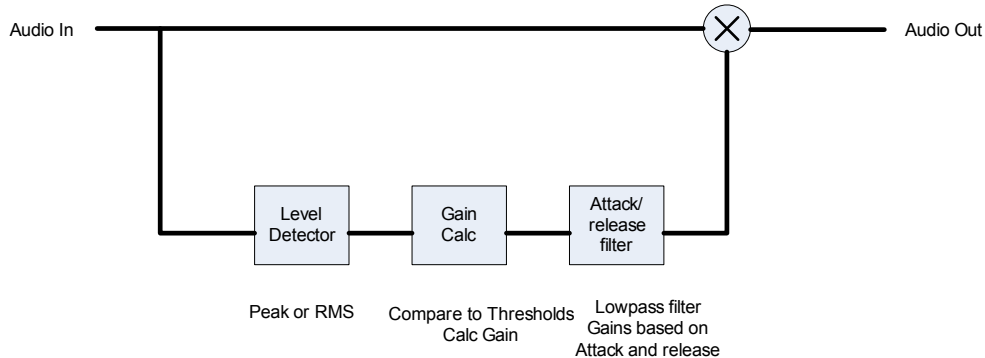 Audio In
Audio Out
Level
Detector
Gain
Calc
Attack/
release
filter
Peak or RMS
Compare to Thresholds
Calc Gain
Lowpass filter
Gains based on
Attack and release